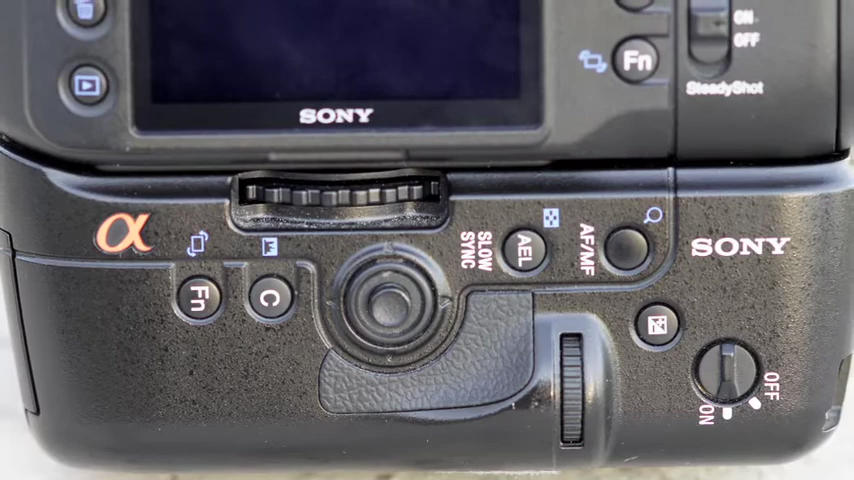 ON
OFF
Fn
SteadyShot
SONY
α
SLOW
SYNC
AEL
AF/MF
SONY
Fn
C
OFF
ON